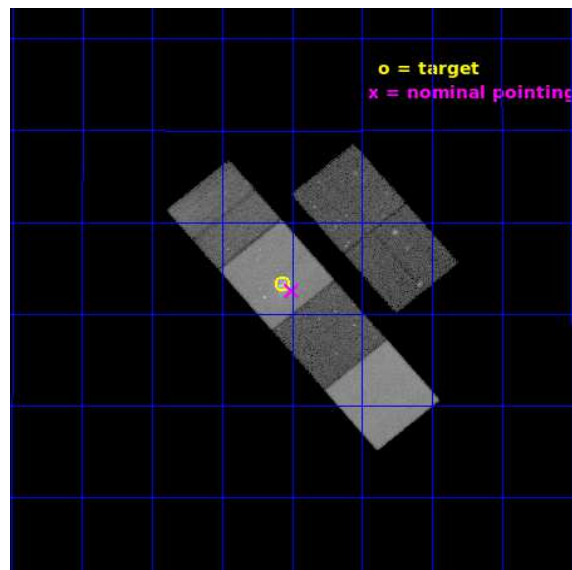 o = target
x = nominal pointing